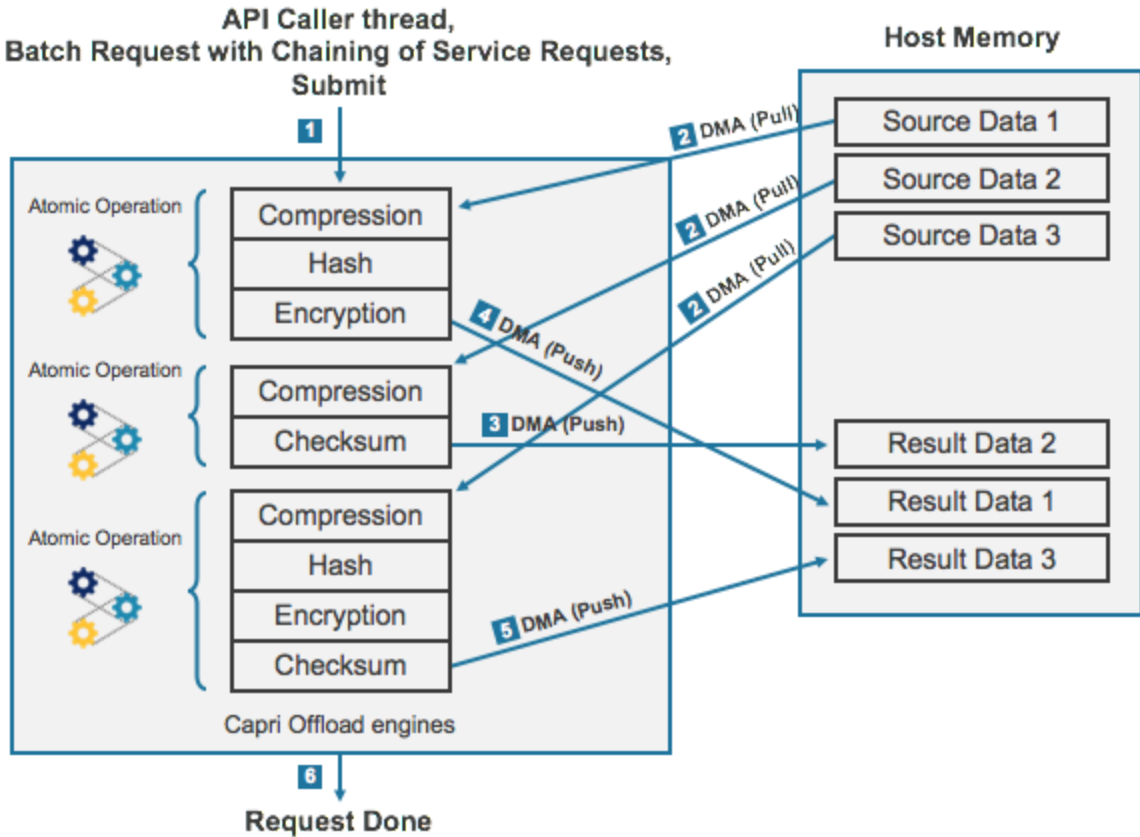 API Caller thread,
Batch Request with Chaining of Service Requests,
Submit
Host Memory
1
2 DMA (Pull)
Source Data 1
2 DMA (Pull)
Source Data 2
2 DMA (Pull)
Source Data 3
Atomic Operation
Compression
Hash
Encryption
4 DMA (Push)
Atomic Operation
Compression
Checksum
3 DMA (Push)
Result Data 2
Result Data 1
Result Data 3
Atomic Operation
Compression
Hash
Encryption
Checksum
5 DMA (Push)
Capri Offload engines
6
Request Done